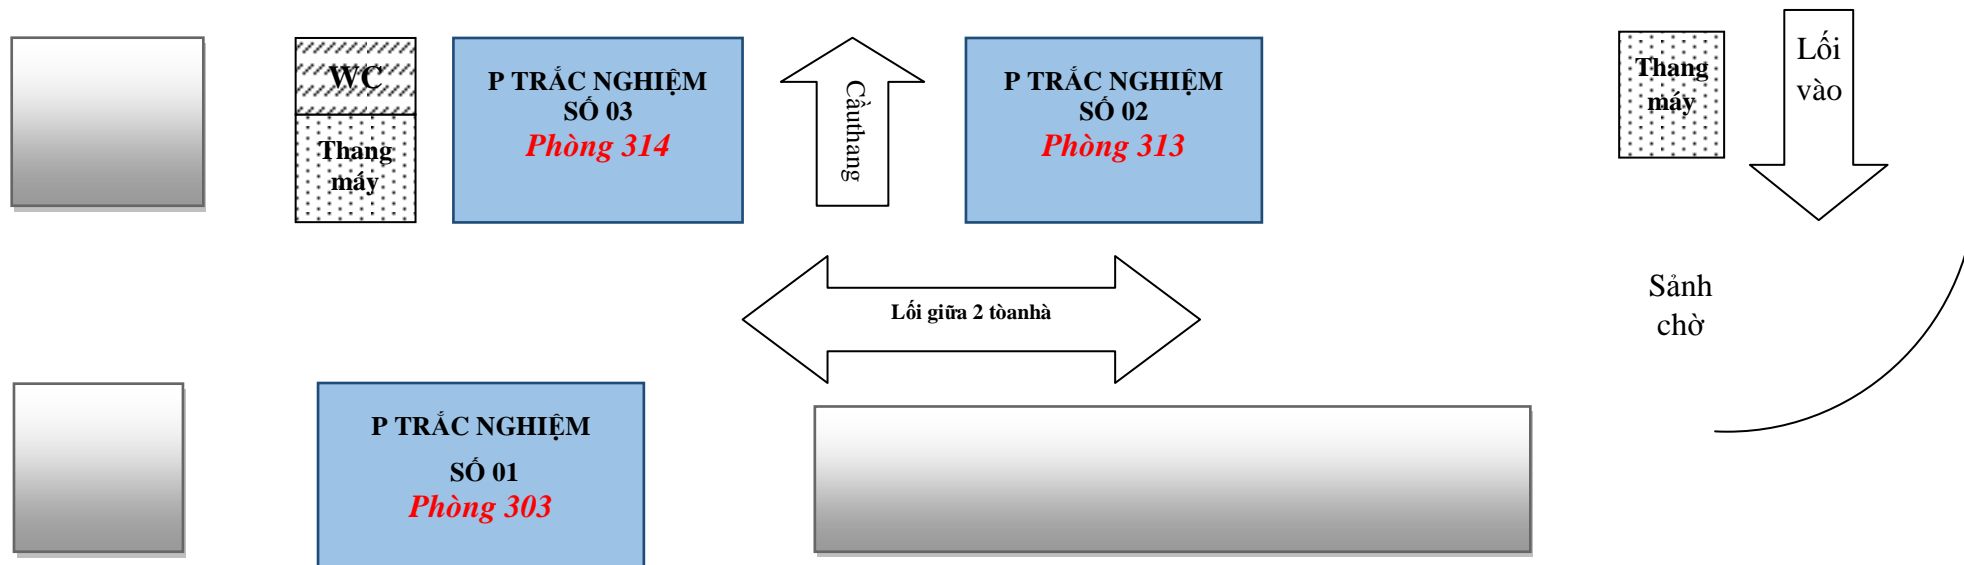 WC
Thang
máy
P TRẮC NGHIỆM
SỐ 03
Phòng 314
Cầuthang
P TRẮC NGHIỆM
SỐ 02
Phòng 313
Thang
máy
Lối
vào
Lối giữa 2 tòanhà
Sảnh
chờ
P TRẮC NGHIỆM
SỐ 01
Phòng 303